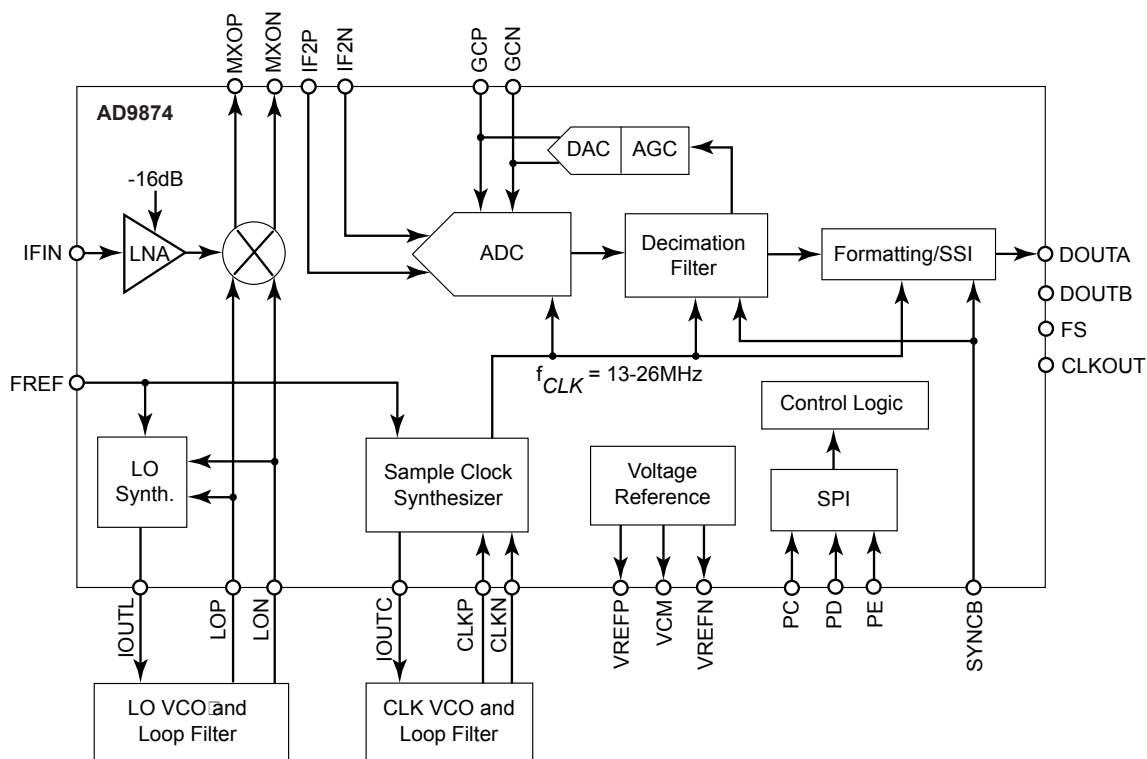 MXOP
MXON
IF2P
IF2N
GCP
GCN
AD9874
DAC
AGC
-16dB
IFIN
LNA
ADC
Decimation
Filter
Formatting/SSI
DOUTA
DOUTB
FS
CLKOUT
FREF
fCLK = 13-26MHz
Control Logic
LO
Synth.
Sample Clock
Synthesizer
Voltage
Reference
SPI
IOUTL
LOP
LON
IOUTC
CLKP
CLKN
VREFP
VCM
VREFN
PC
PD
PE
SYNCB
LO VCO and
Loop Filter
CLK VCO and
Loop Filter